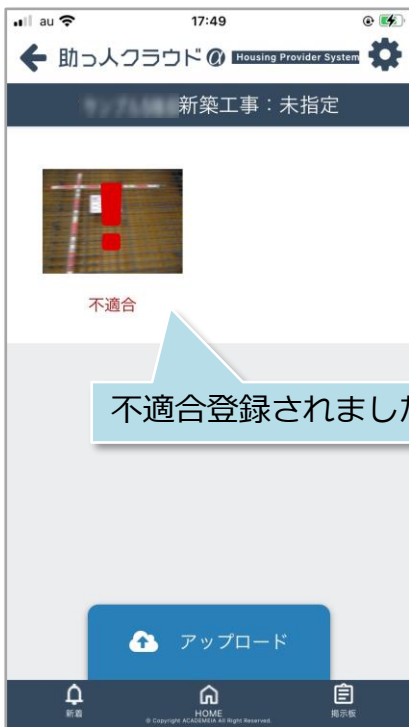 au 17:49
助っ人クラウドα Housing Provider System
新築工事：未指定
不適合
不適合登録されました
アップロード
新着 HOME 掲示板
© Copyright ACADEMEIA All Right Reserved.